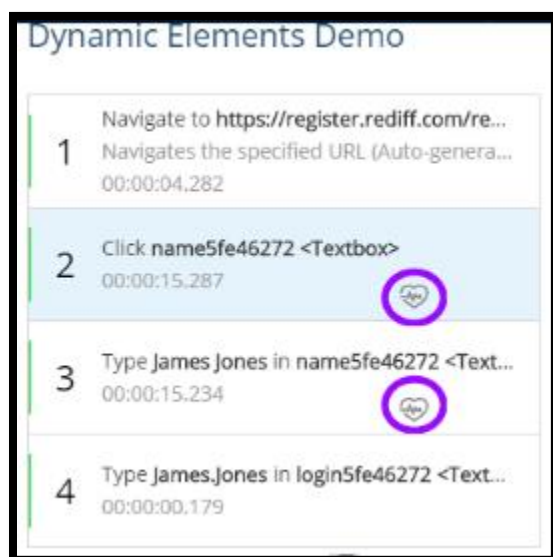 Dynamic Elements Demo
1
Navigate to https://register.rediff.com/re...
Navigates the specified URL (Auto-genera...
00:00:04.282
2
Click name5fe46272 <Textbox>
00:00:15.287
3
Type James Jones in name5fe46272 <Text...
00:00:15.234
4
Type James.Jones in login5fe46272 <Text...
00:00:00.179